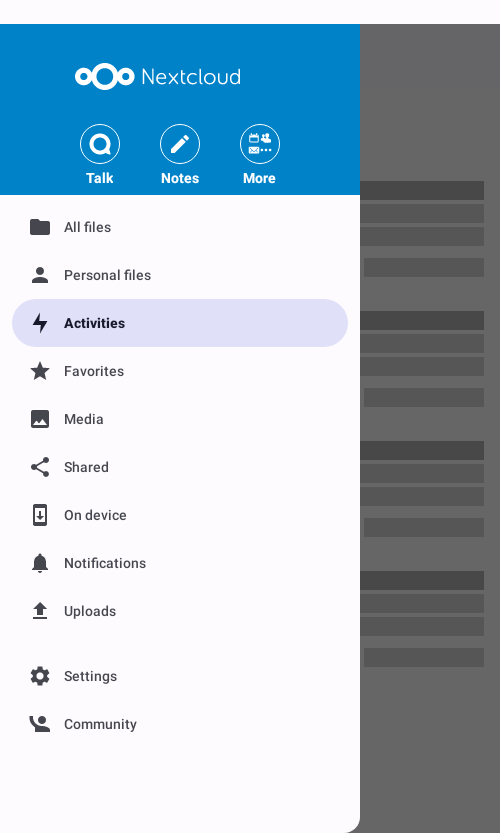 Nextcloud
Talk Notes More
All files
Personal files
Activities
Favorites
Media
Shared
On device
Notifications
Uploads
Settings
Community